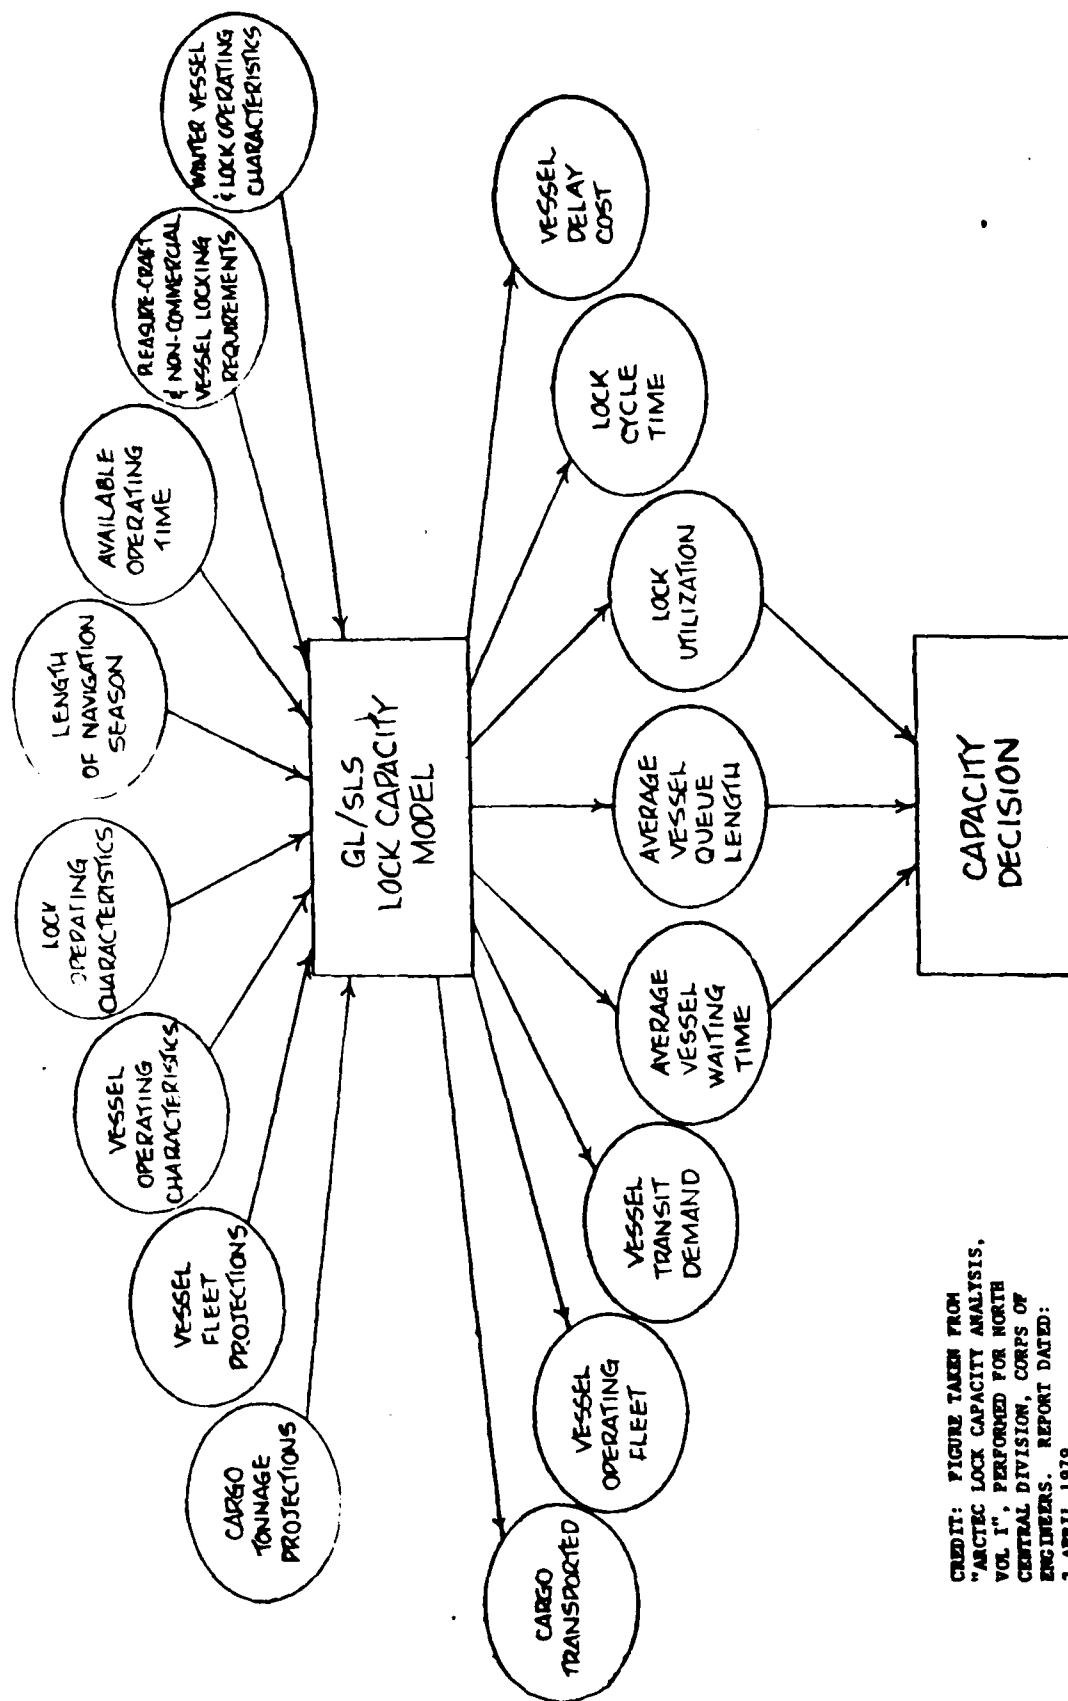 CARGO
TONNAGE
PROJECTIONS
VESSEL
FLEET
PROJECTIONS
VESSEL
OPERATING
CHARACTERISTICS
LOCK
OPERATING
CHARACTERISTICS
LENGTH
OF NAVIGATION
SEASON
AVAILABLE
OPERATING
TIME
PLEASURE-CRAFT
& NON-COMMERCIAL
VESSEL LOCKING
REQUIREMENTS
WINTER VESSEL
& LOCK OPERATING
CHARACTERISTICS
GL/SLS
LOCK CAPACITY
MODEL
CARGO
TRANSPORTED
VESSEL
OPERATING
FLEET
VESSEL
TRANSIT
DEMAND
AVERAGE
VESSEL
WAITING
TIME
AVERAGE
VESSEL
QUEUE
LENGTH
LOCK
UTILIZATION
LOCK
CYCLE
TIME
VESSEL
DELAY
COST
CAPACITY
DECISION
CREDIT: FIGURE TAKEN FROM
"ARCTEC LOCK CAPACITY ANALYSIS,
VOL I", PERFORMED FOR NORTH
CENTRAL DIVISION, CORPS OF
ENGINEERS. REPORT DATED:
APRIL 1979